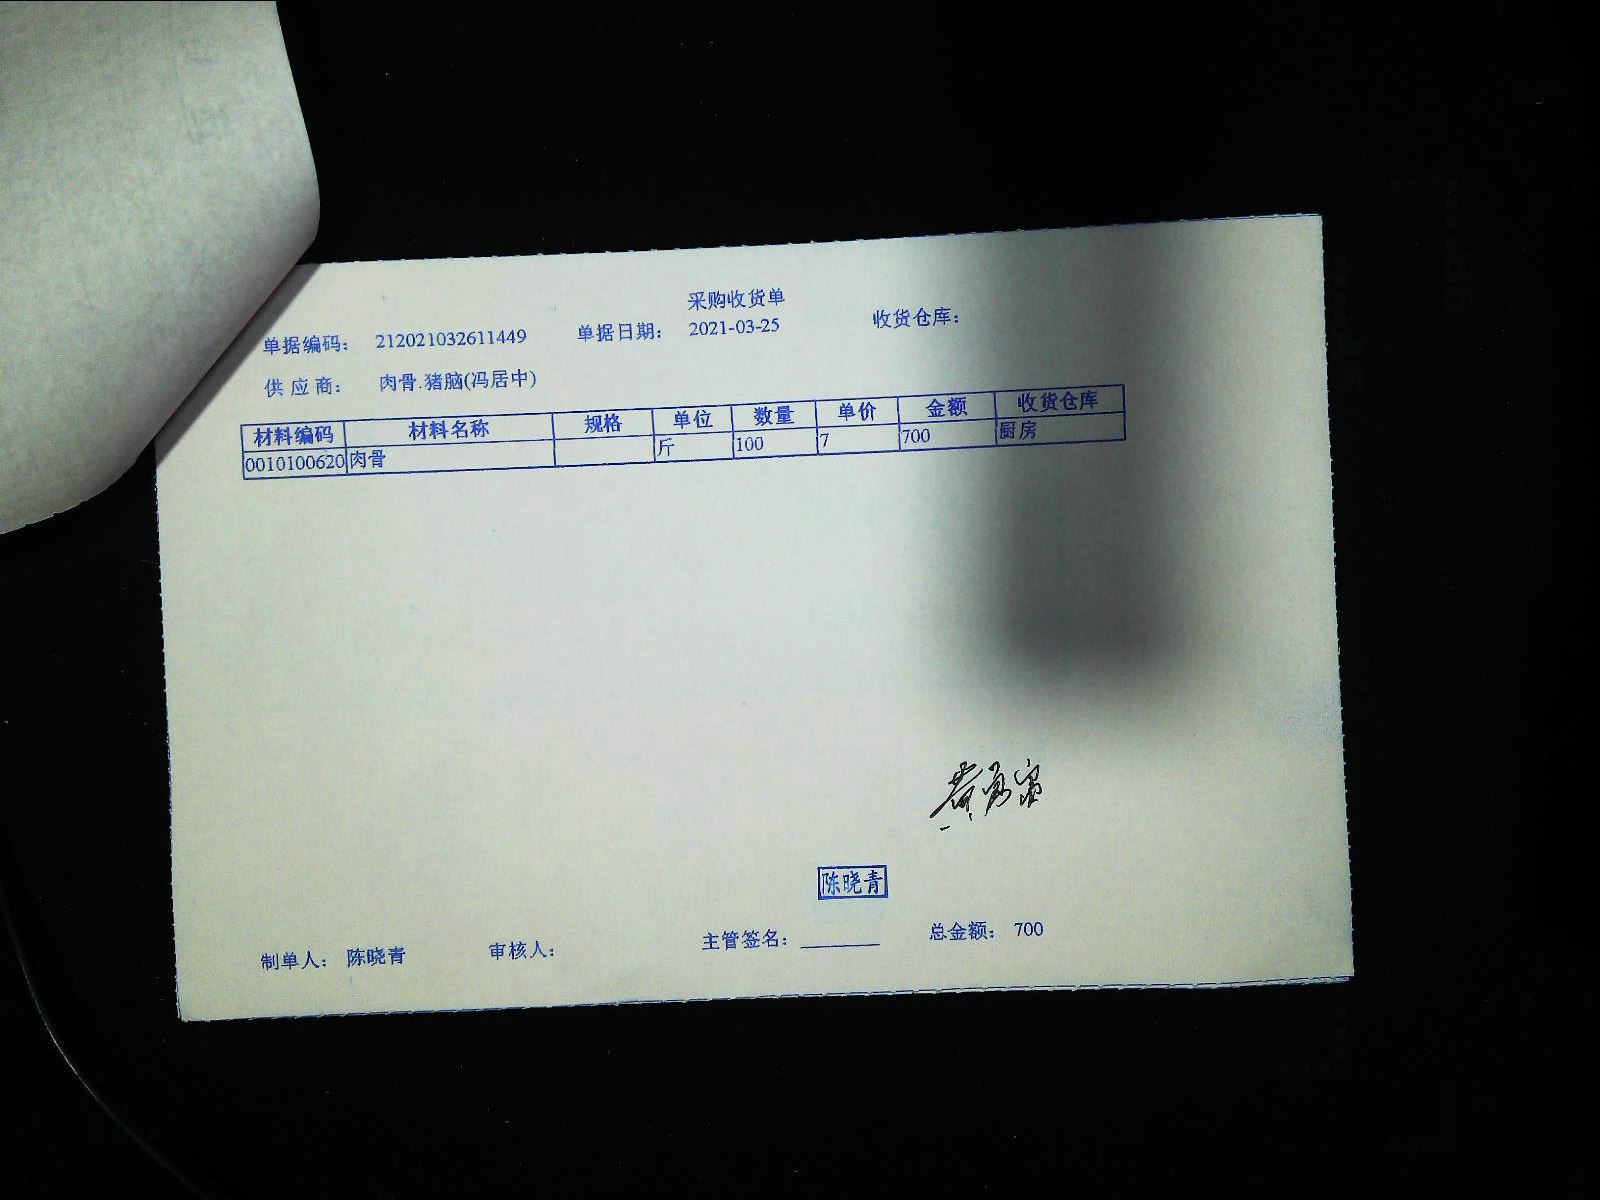 采购收货单
单据编码： 212021032611449 单据日期： 2021-03-25 收货仓库：
供应商： 肉骨.猪脑(冯居中)
材料编码 材料名称 规格 单位 数量 单价 金额 收货仓库
0010100620 肉骨 斤 100 7 700 厨房
陈晓青
制单人： 陈晓青 审核人： 主管签名：________ 总金额： 700